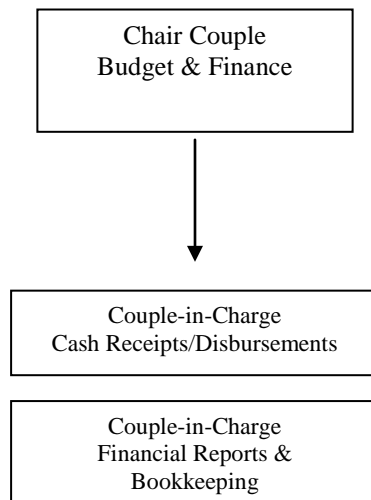 Chair Couple
Budget & Finance
Couple-in-Charge
Cash Receipts/Disbursements
Couple-in-Charge
Financial Reports &
Bookkeeping